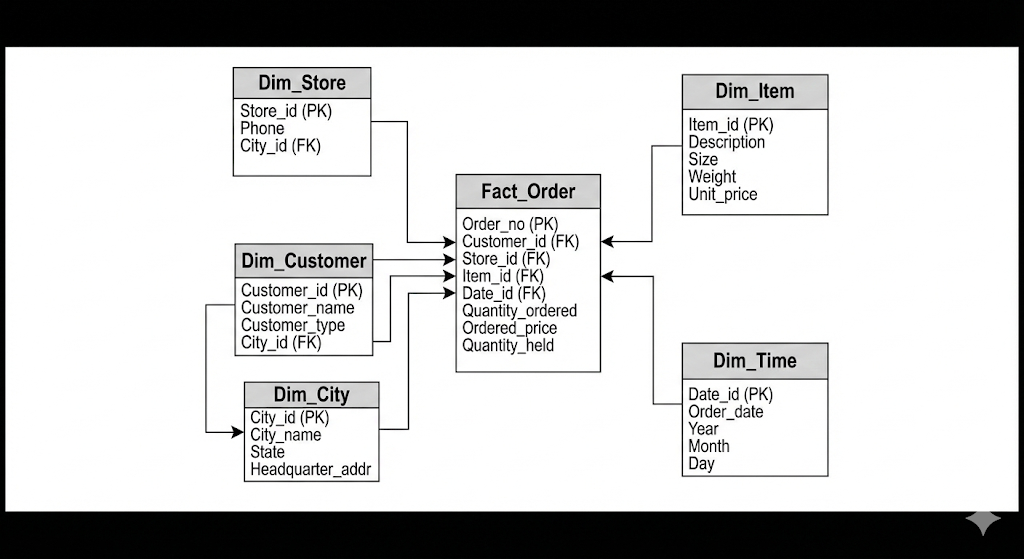 Dim_Store
Store_id (PK)
Phone
City_id (FK)
Dim_Customer
Customer_id (PK)
Customer_name
Customer_type
City_id (FK)
Dim_City
City_id (PK)
City_name
State
Headquarter_addr
Fact_Order
Order_no (PK)
Customer_id (FK)
Store_id (FK)
Item_id (FK)
Date_id (FK)
Quantity_ordered
Ordered_price
Quantity_held
Dim_Item
Item_id (PK)
Description
Size
Weight
Unit_price
Dim_Time
Date_id (PK)
Order_date
Year
Month
Day